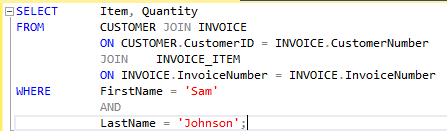 SELECT Item, Quantity
FROM CUSTOMER JOIN INVOICE
ON CUSTOMER.CustomerID = INVOICE.CustomerNumber
JOIN INVOICE_ITEM
ON INVOICE.InvoiceNumber = INVOICE.InvoiceNumber
WHERE FirstName = 'Sam'
AND
LastName = 'Johnson';